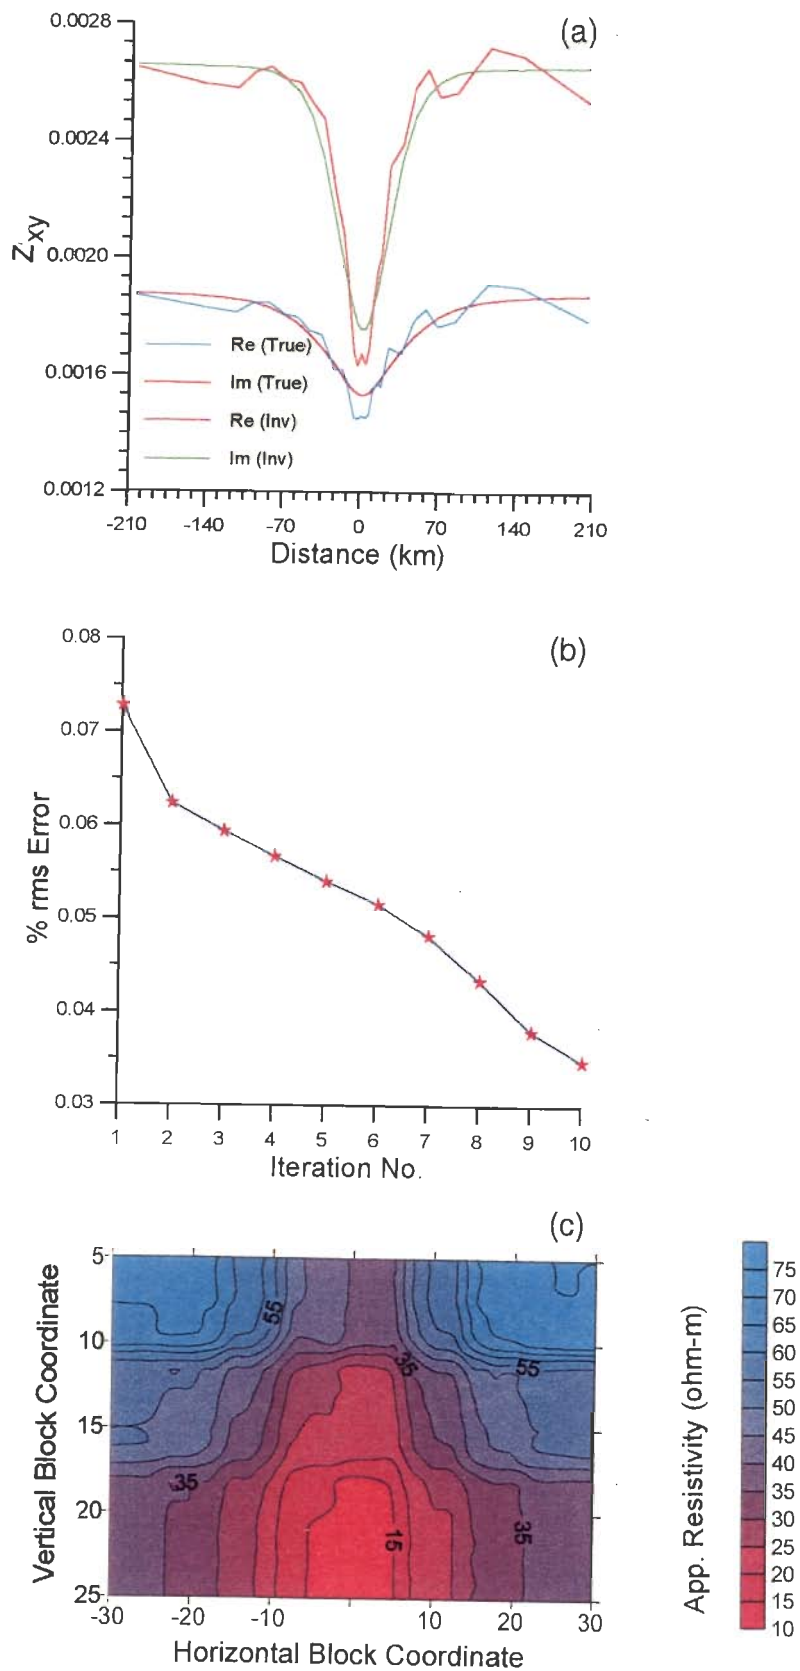 (a)
0.0028
0.0024
0.0020
0.0016
0.0012
Zxy
Re (True)
Im (True)
Re (Inv)
Im (Inv)
-210 -140 -70 0 70 140 210
Distance (km)
(b)
0.08
0.07
0.06
0.05
0.04
0.03
% rms Error
1 2 3 4 5 6 7 8 9 10
Iteration No.
(c)
5
10
15
20
25
Vertical Block Coordinate
55
35
55
35
15
35
-30 -20 -10 10 20 30
Horizontal Block Coordinate
App. Resistivity (ohm-m)
75
70
65
60
55
50
45
40
35
30
25
20
15
10